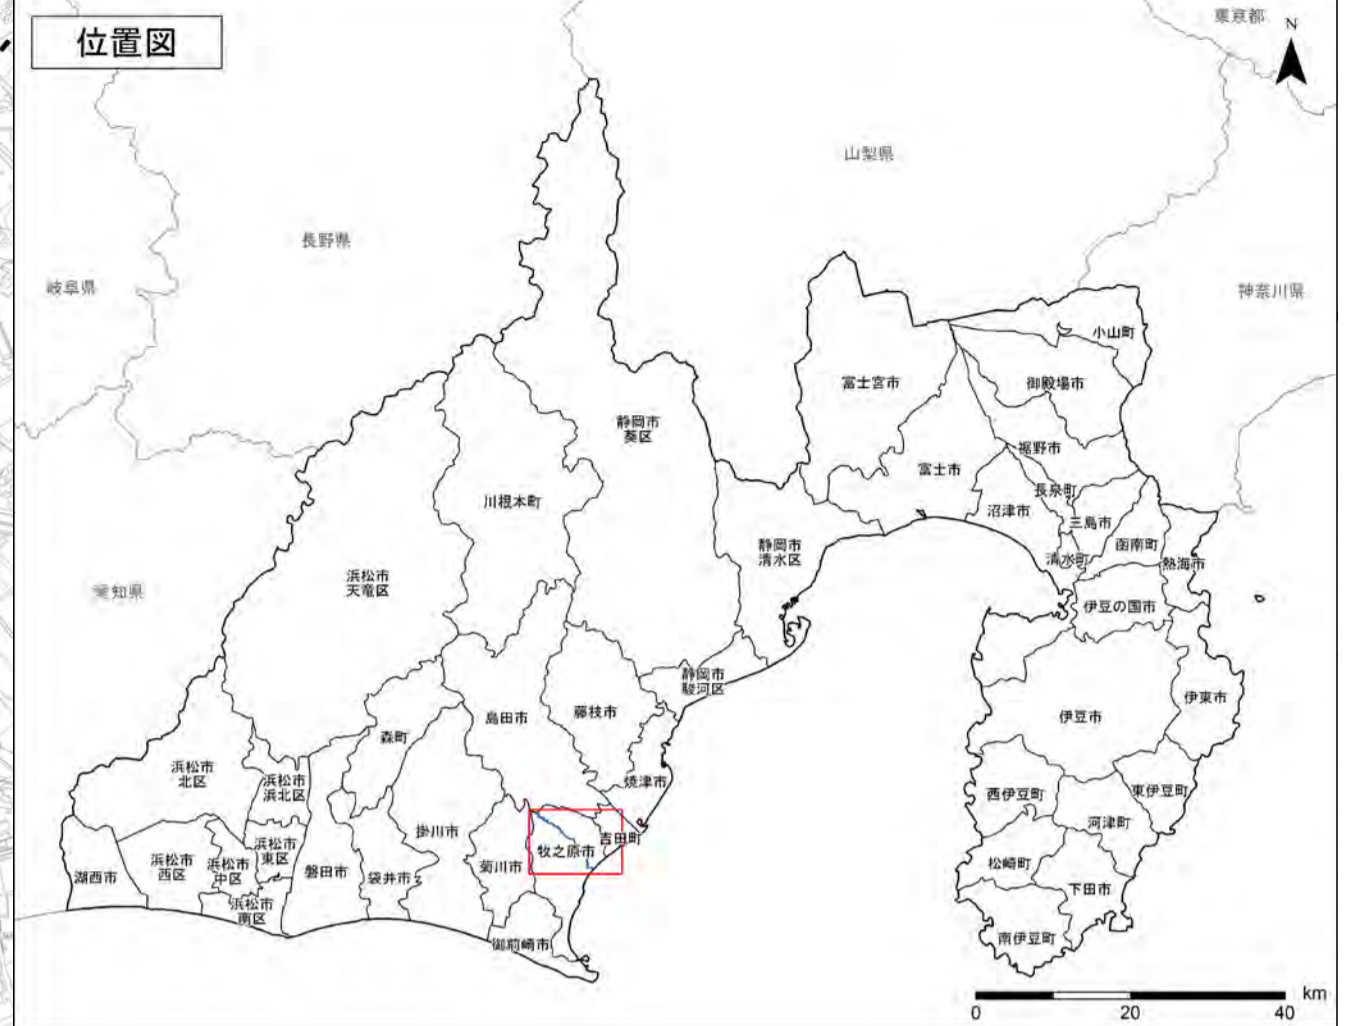 位置図
東京都
N
山梨県
長野県
岐阜県
神奈川県
小山町
富士宮市
御殿場市
静岡市
葵区
裾野市
富士市
長泉町
川根本町
沼津市
三島市
静岡市
清水区
函南町
清水町
熱海市
浜松市
天竜区
愛知県
伊豆の国市
静岡市
駿河区
伊東市
島田市
藤枝市
伊豆市
森町
浜松市
北区
浜松市
浜北区
焼津市
西伊豆町
東伊豆町
河津町
掛川市
吉田町
牧之原市
浜松市
東区
菊川市
松崎町
浜松市
西区
浜松市
中区
磐田市
袋井市
湖西市
下田市
浜松市
南区
御前崎市
南伊豆町
km
0
20
40